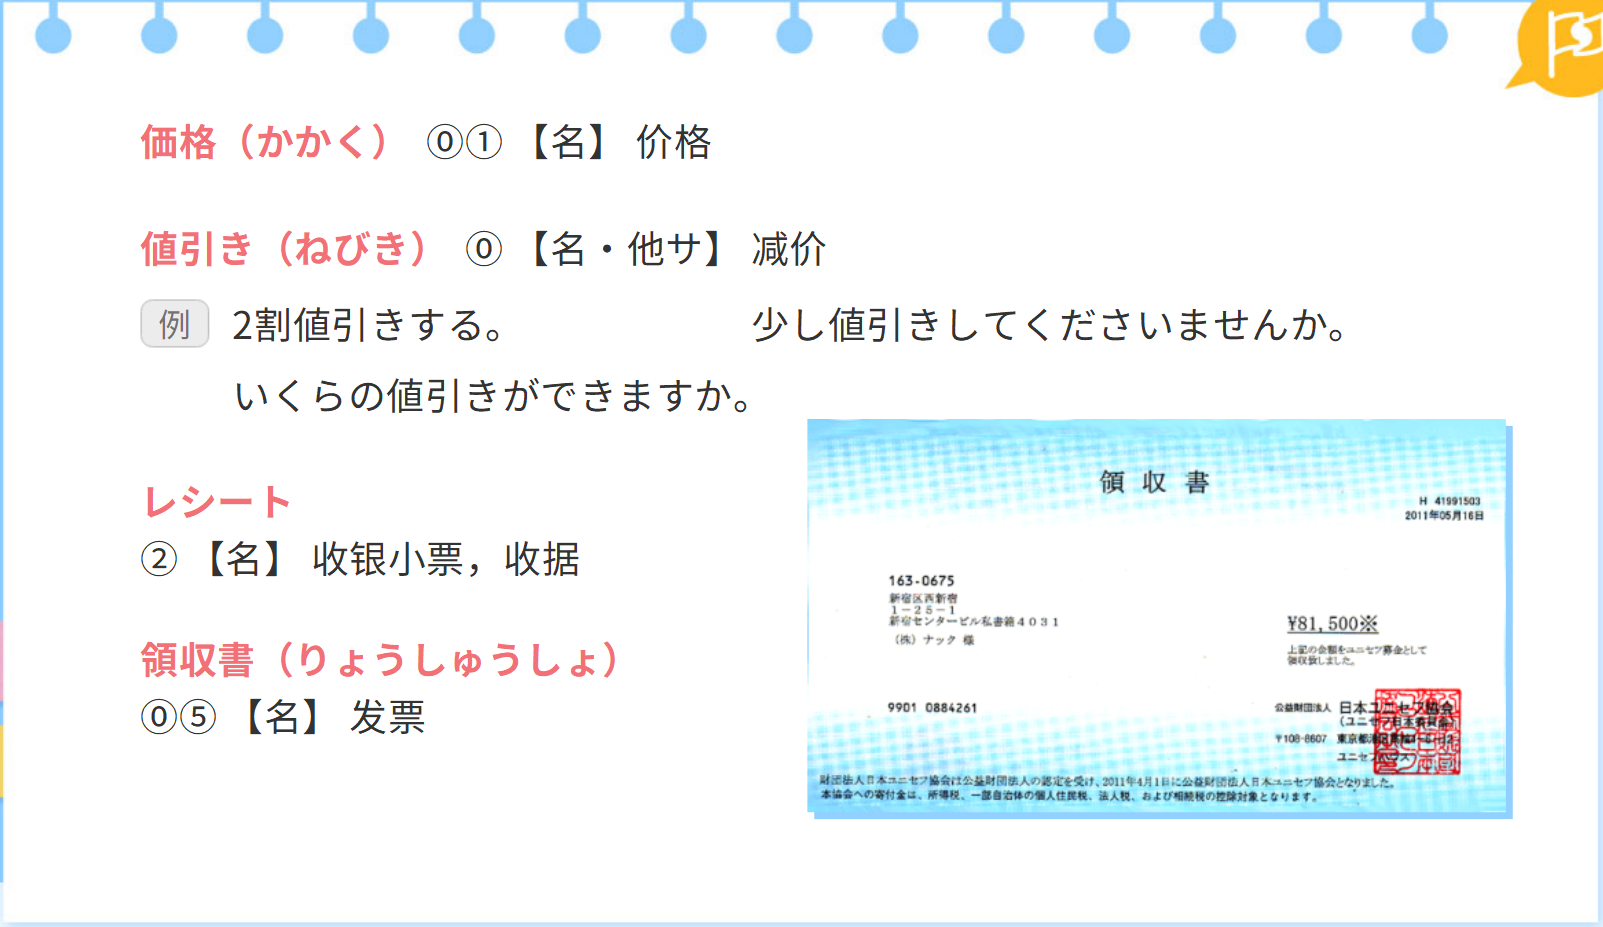 価格（かかく） ⓪① 【名】 价格
値引き（ねびき） ⓪ 【名・他サ】 减价
例 2割値引きする。 少し値引きしてくださいませんか。
いくらの値引きができますか。
レシート
② 【名】 收银小票，收据
領収書（りょうしゅうしょ）
⓪⑤ 【名】 发票
領収書
H 41991503
2011年05月16日
163-0675
新宿区西新宿
1－25－1
新宿センタービル私書箱4031
（株）ナック 様
¥81,500※
上記の金額をユニセフ募金として
領収致しました。
9901 0884261
公益財団法人 日本ユニセフ協会
（ユニセフ日本委員会）
〒108-8607 東京都港区高輪
ユニセフハウス
財団法人日本ユニセフ協会は公益財団法人の認定を受け、2011年4月1日に公益財団法人日本ユニセフ協会となりました。
本協会への寄付金は、所得税、一部自治体の個人住民税、法人税、および相続税の控除対象となります。